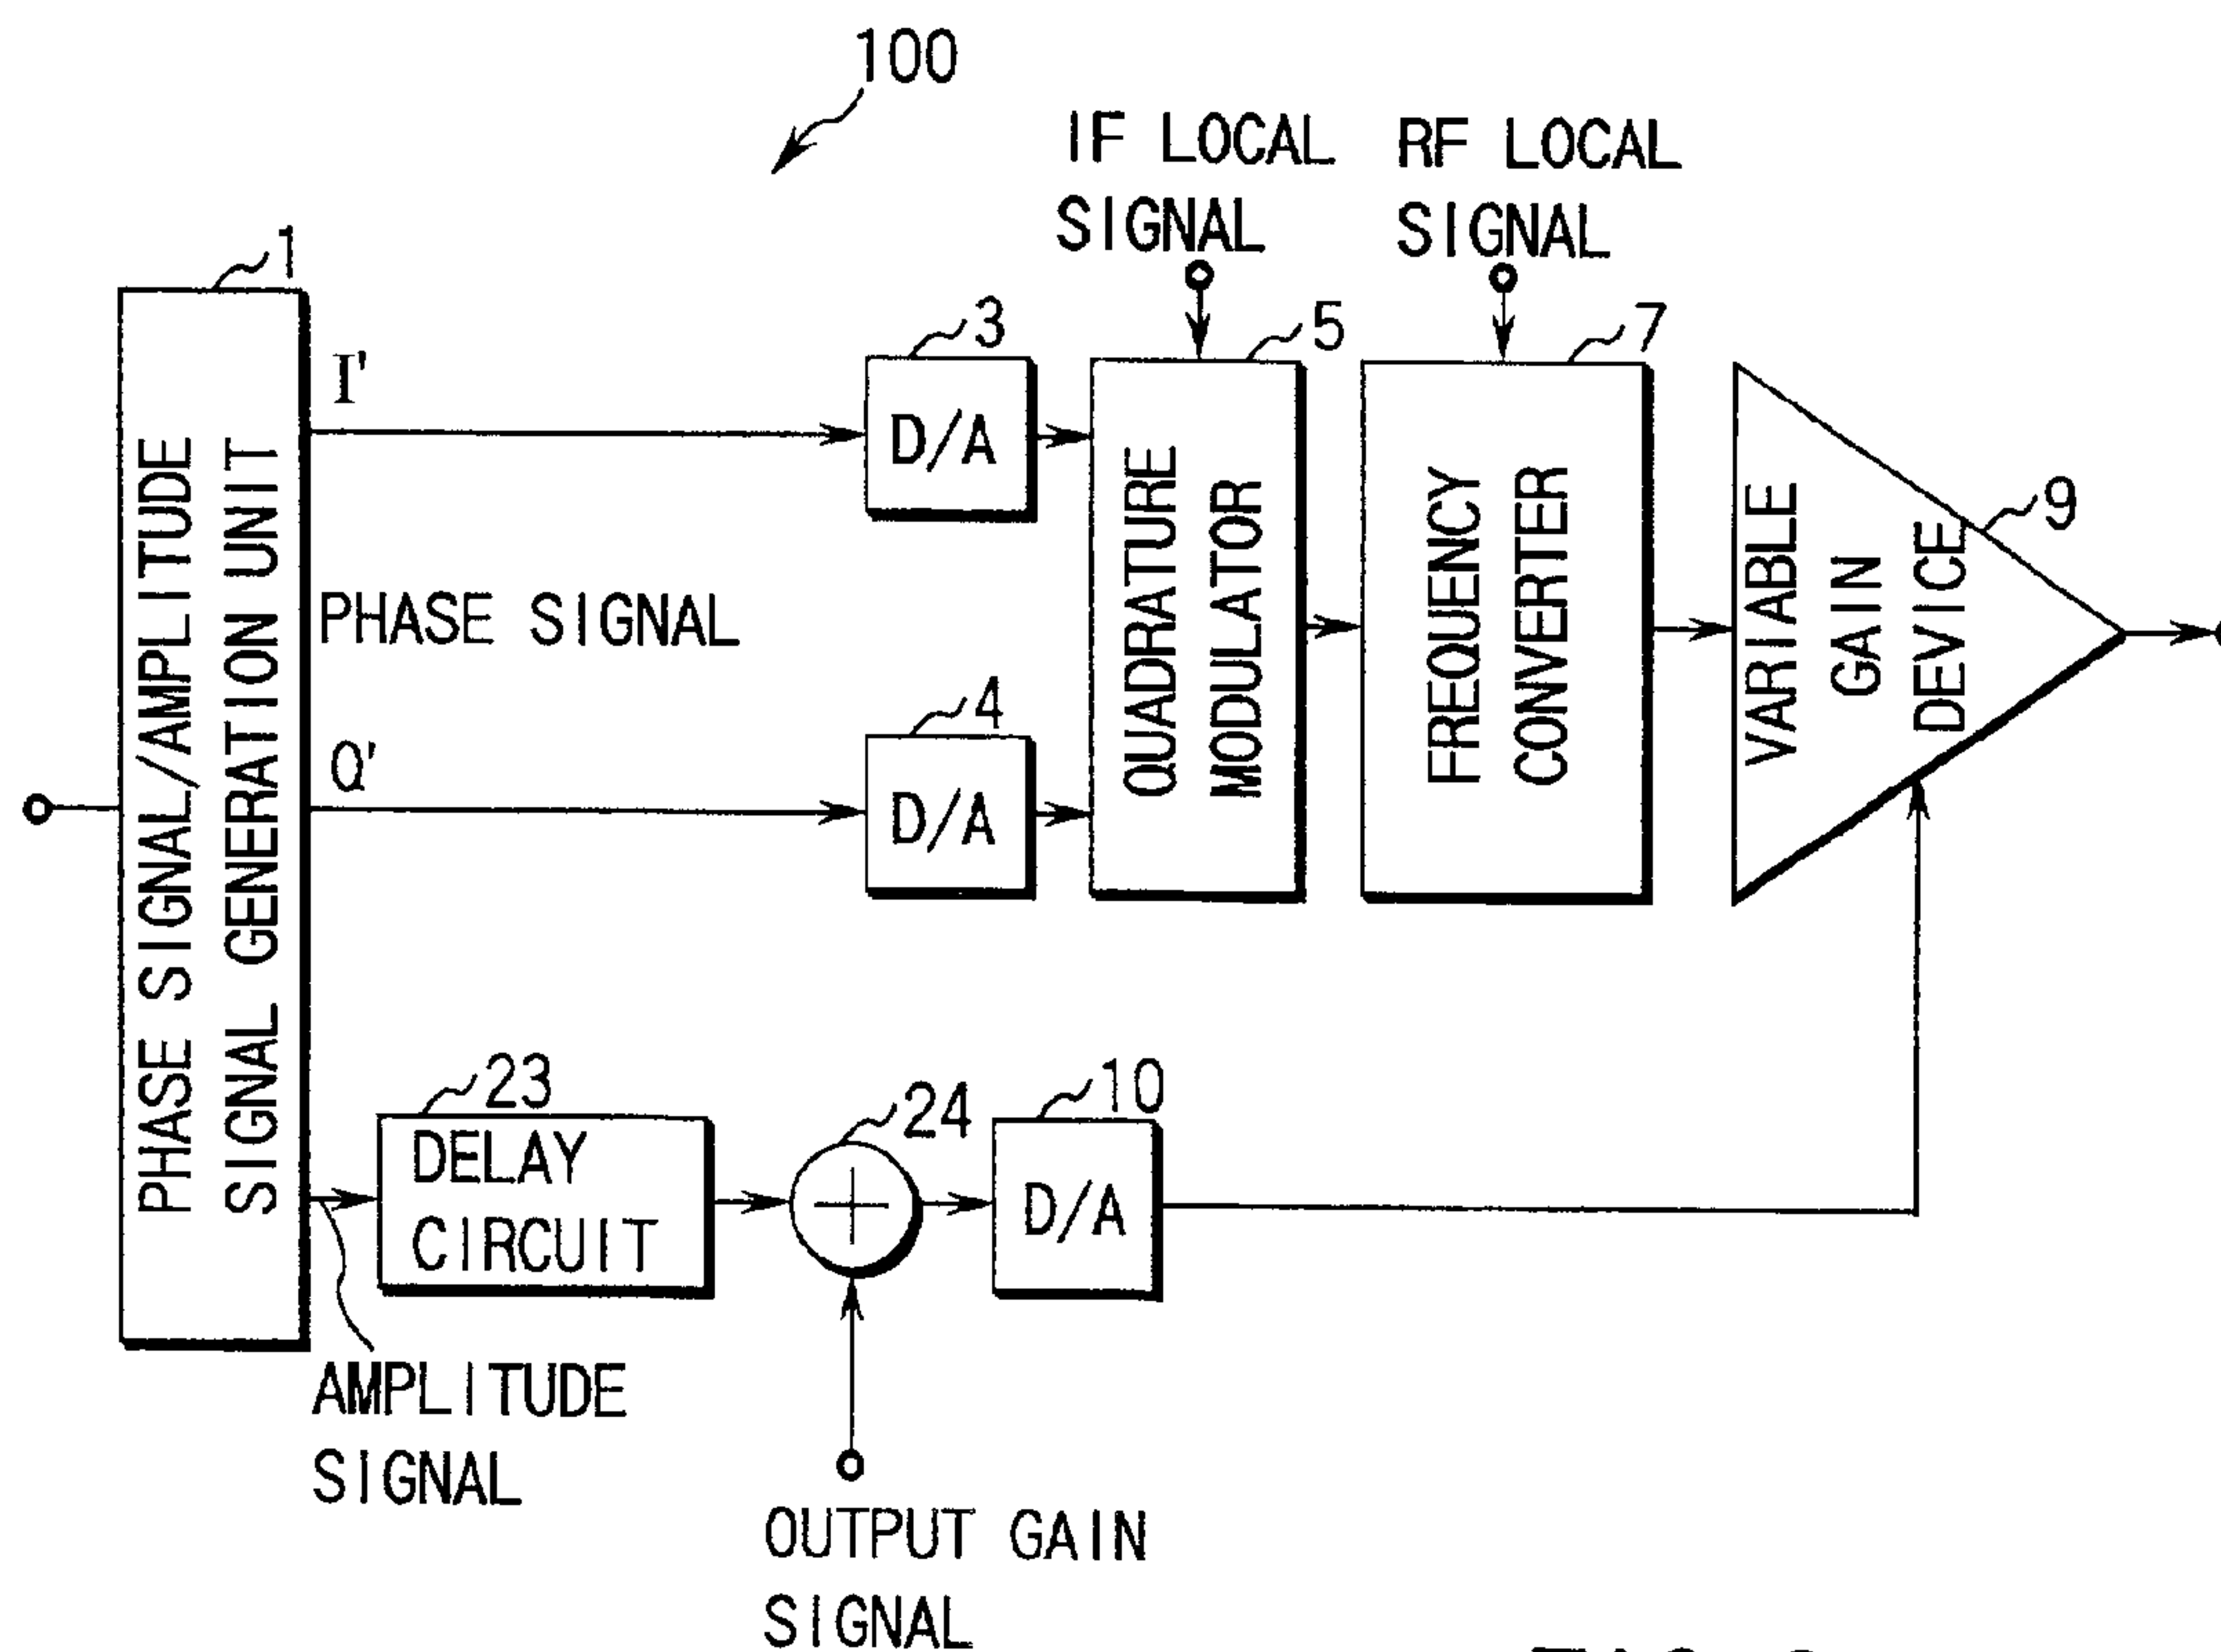 100
IF LOCAL
SIGNAL
RF LOCAL
SIGNAL
1
3
5
7
I'
D/A
PHASE SIGNAL/AMPLITUDE
SIGNAL GENERATION UNIT
PHASE SIGNAL
QUADRATURE
MODULATOR
FREQUENCY
CONVERTER
VARIABLE
GAIN
DEVICE
9
4
Q'
D/A
23
DELAY
CIRCUIT
24
10
D/A
AMPLITUDE
SIGNAL
OUTPUT GAIN
SIGNAL